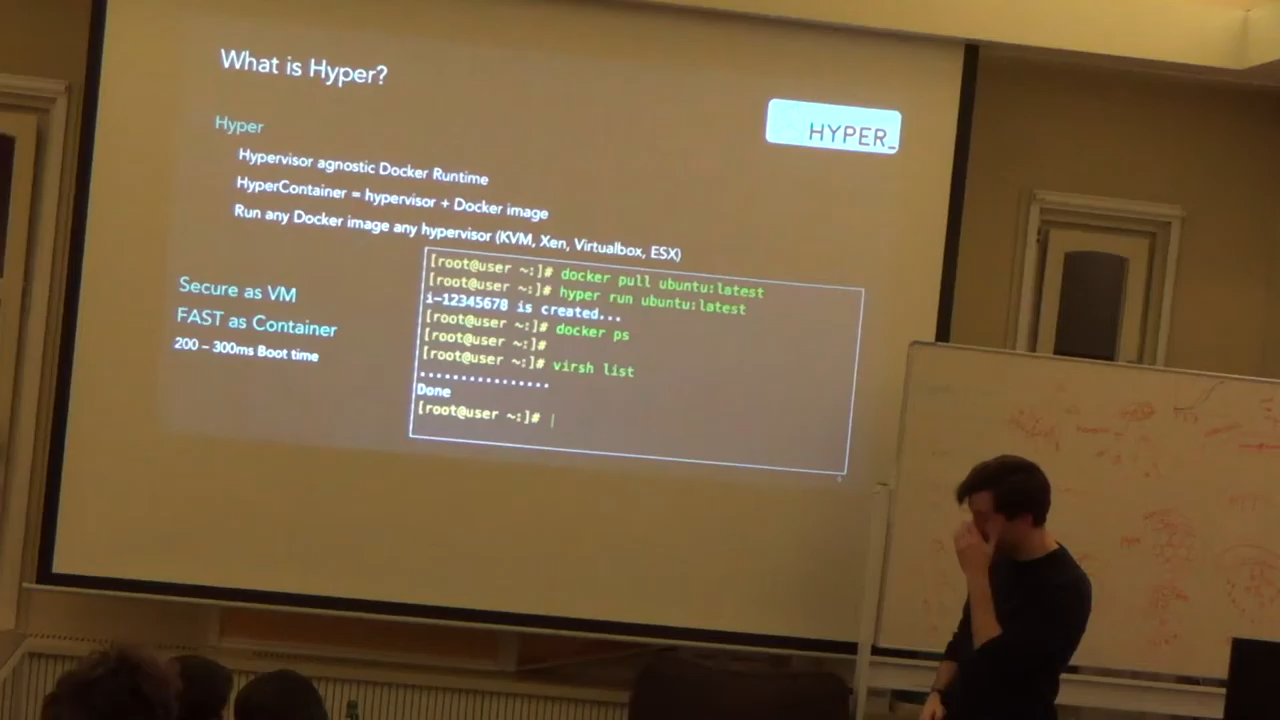 What is Hyper?
HYPER_
Hyper
Hypervisor agnostic Docker Runtime
HyperContainer = hypervisor + Docker image
Run any Docker image any hypervisor (KVM, Xen, Virtualbox, ESX)
Secure as VM
FAST as Container
200 – 300ms Boot time
[root@user ~:]# docker pull ubuntu:latest
[root@user ~:]# hyper run ubuntu:latest
i-12345678 is created...
[root@user ~:]# docker ps
[root@user ~:]#
[root@user ~:]# virsh list
................
Done
[root@user ~:]# |